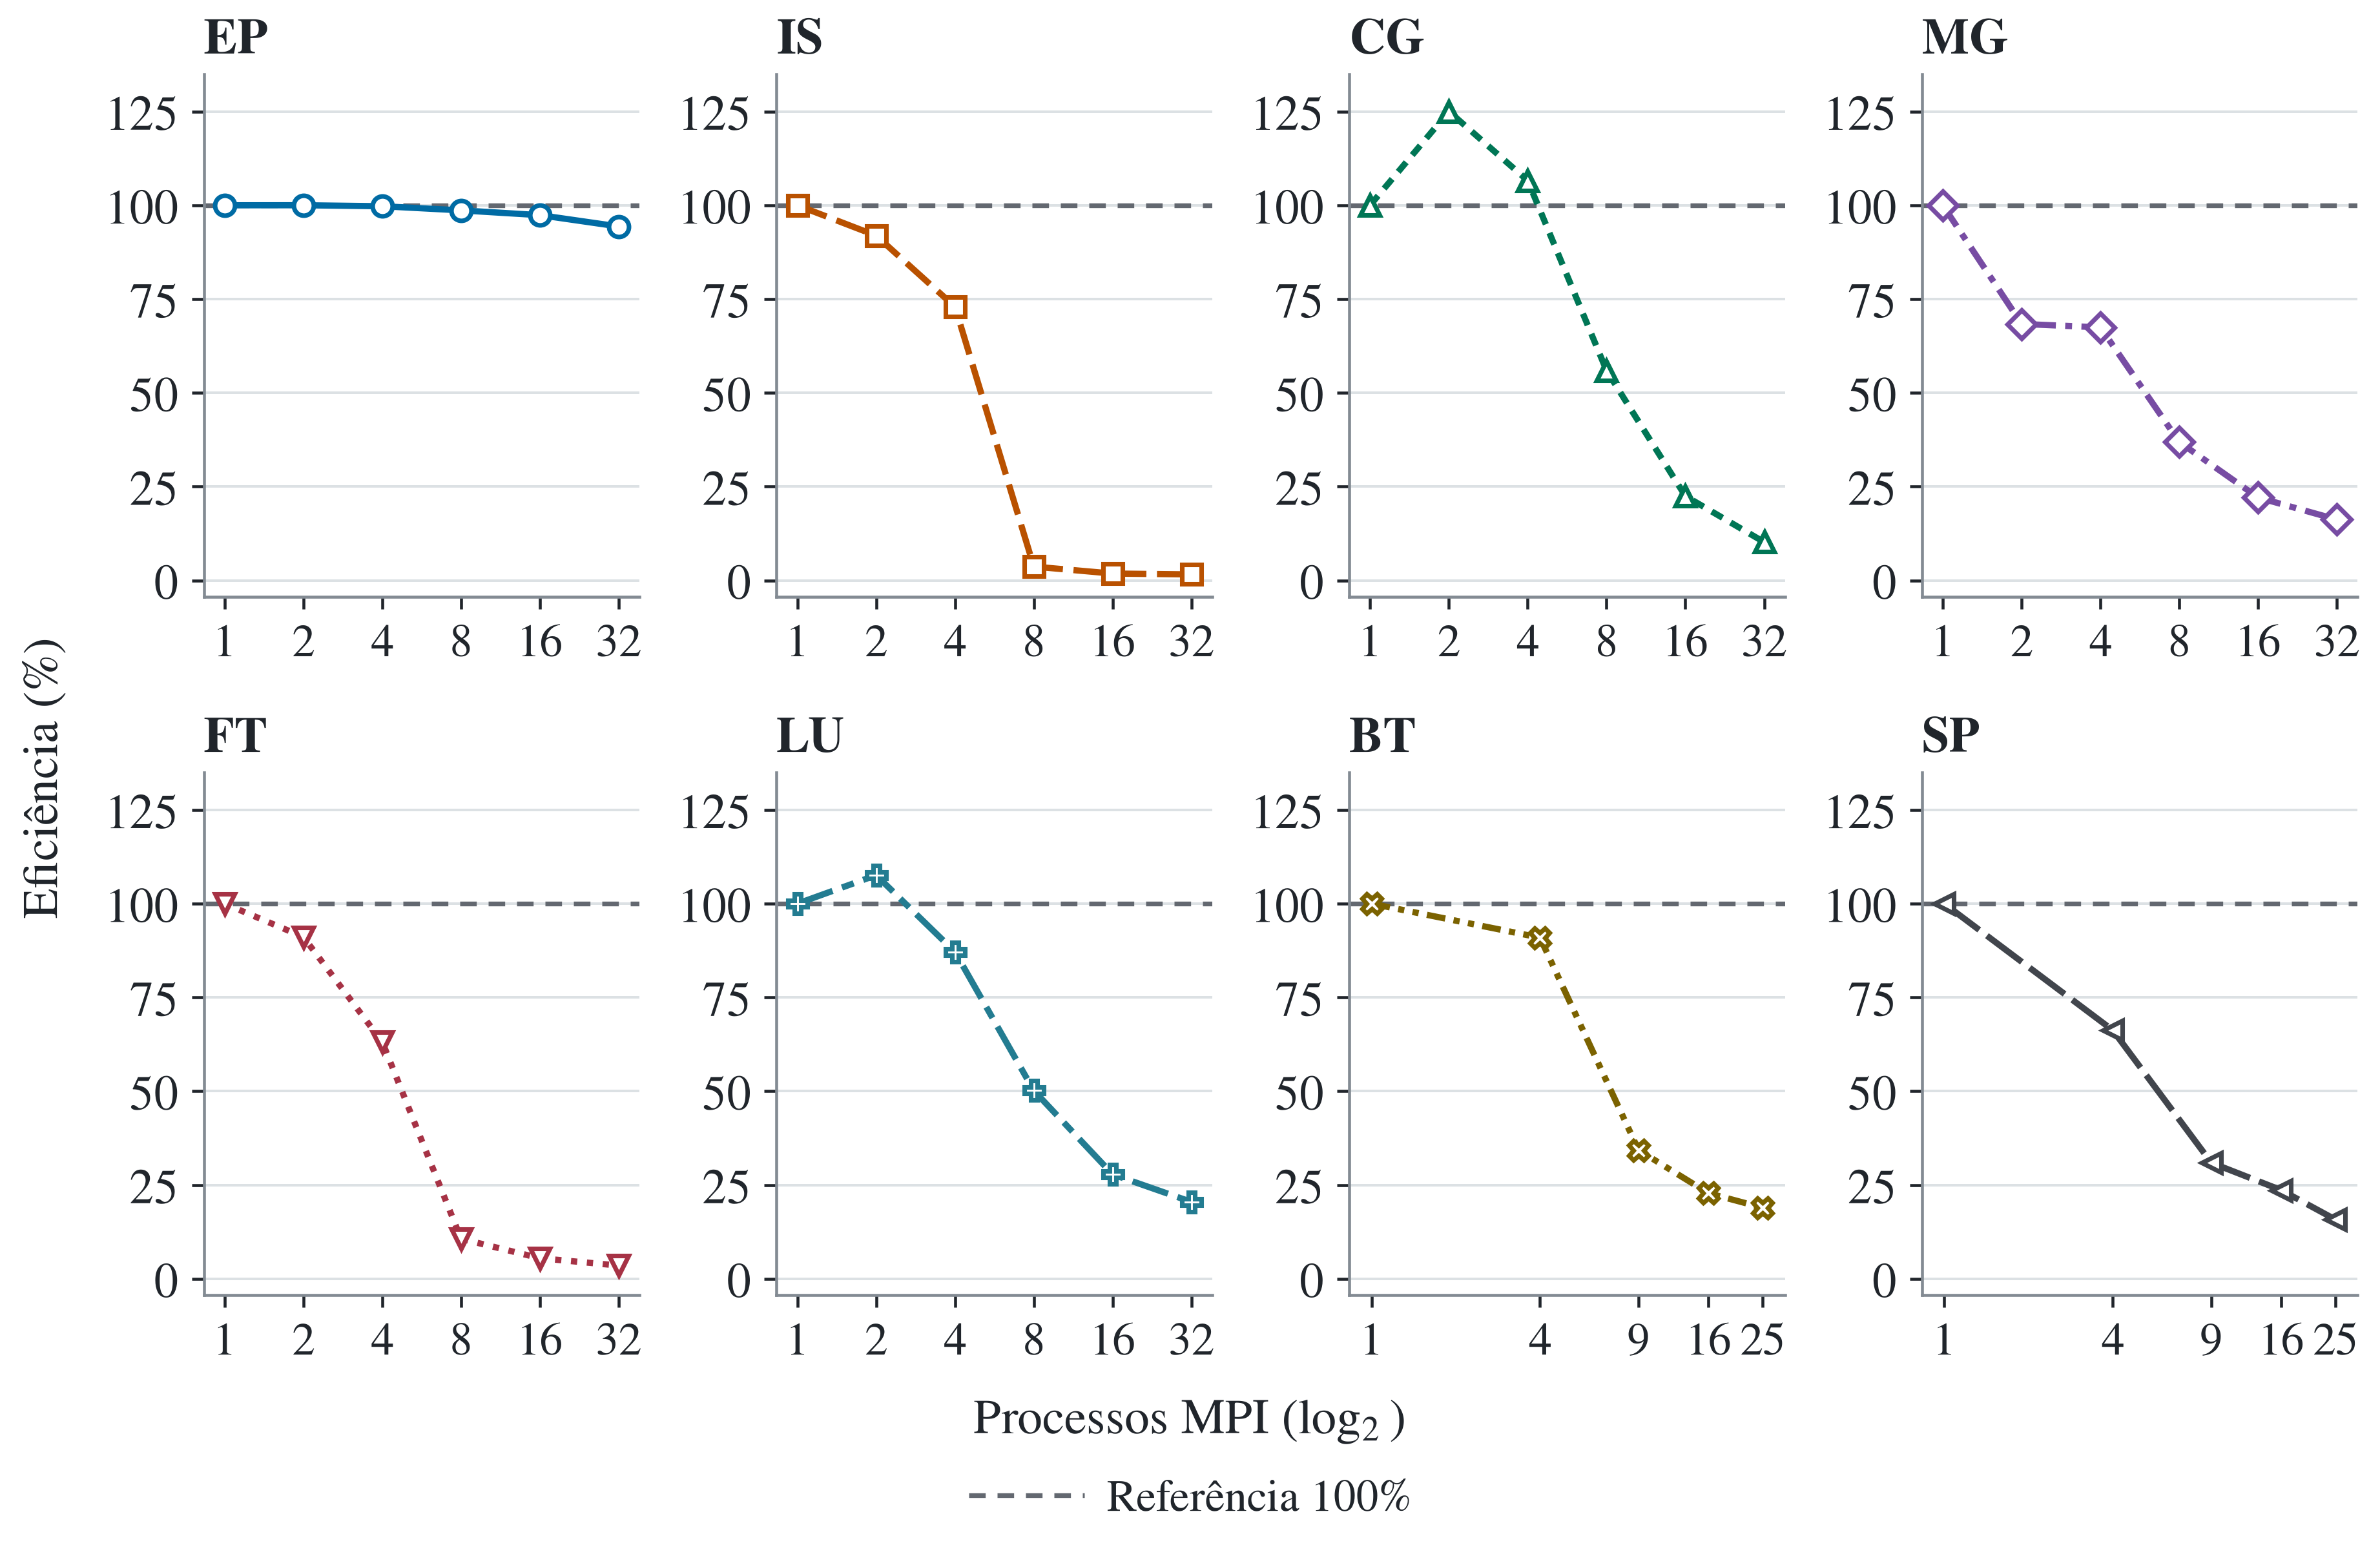 EP IS CG MG
125 125 125 125
100 100 100 100
75 75 75 75
50 50 50 50
25 25 25 25
0 0 0 0
1 2 4 8 16 32 1 2 4 8 16 32 1 2 4 8 16 32 1 2 4 8 16 32
Eficiência (%)
FT LU BT SP
125 125 125 125
100 100 100 100
75 75 75 75
50 50 50 50
25 25 25 25
0 0 0 0
1 2 4 8 16 32 1 2 4 8 16 32 1 4 9 16 25 1 4 9 16 25
Processos MPI (log₂ )
Referência 100%